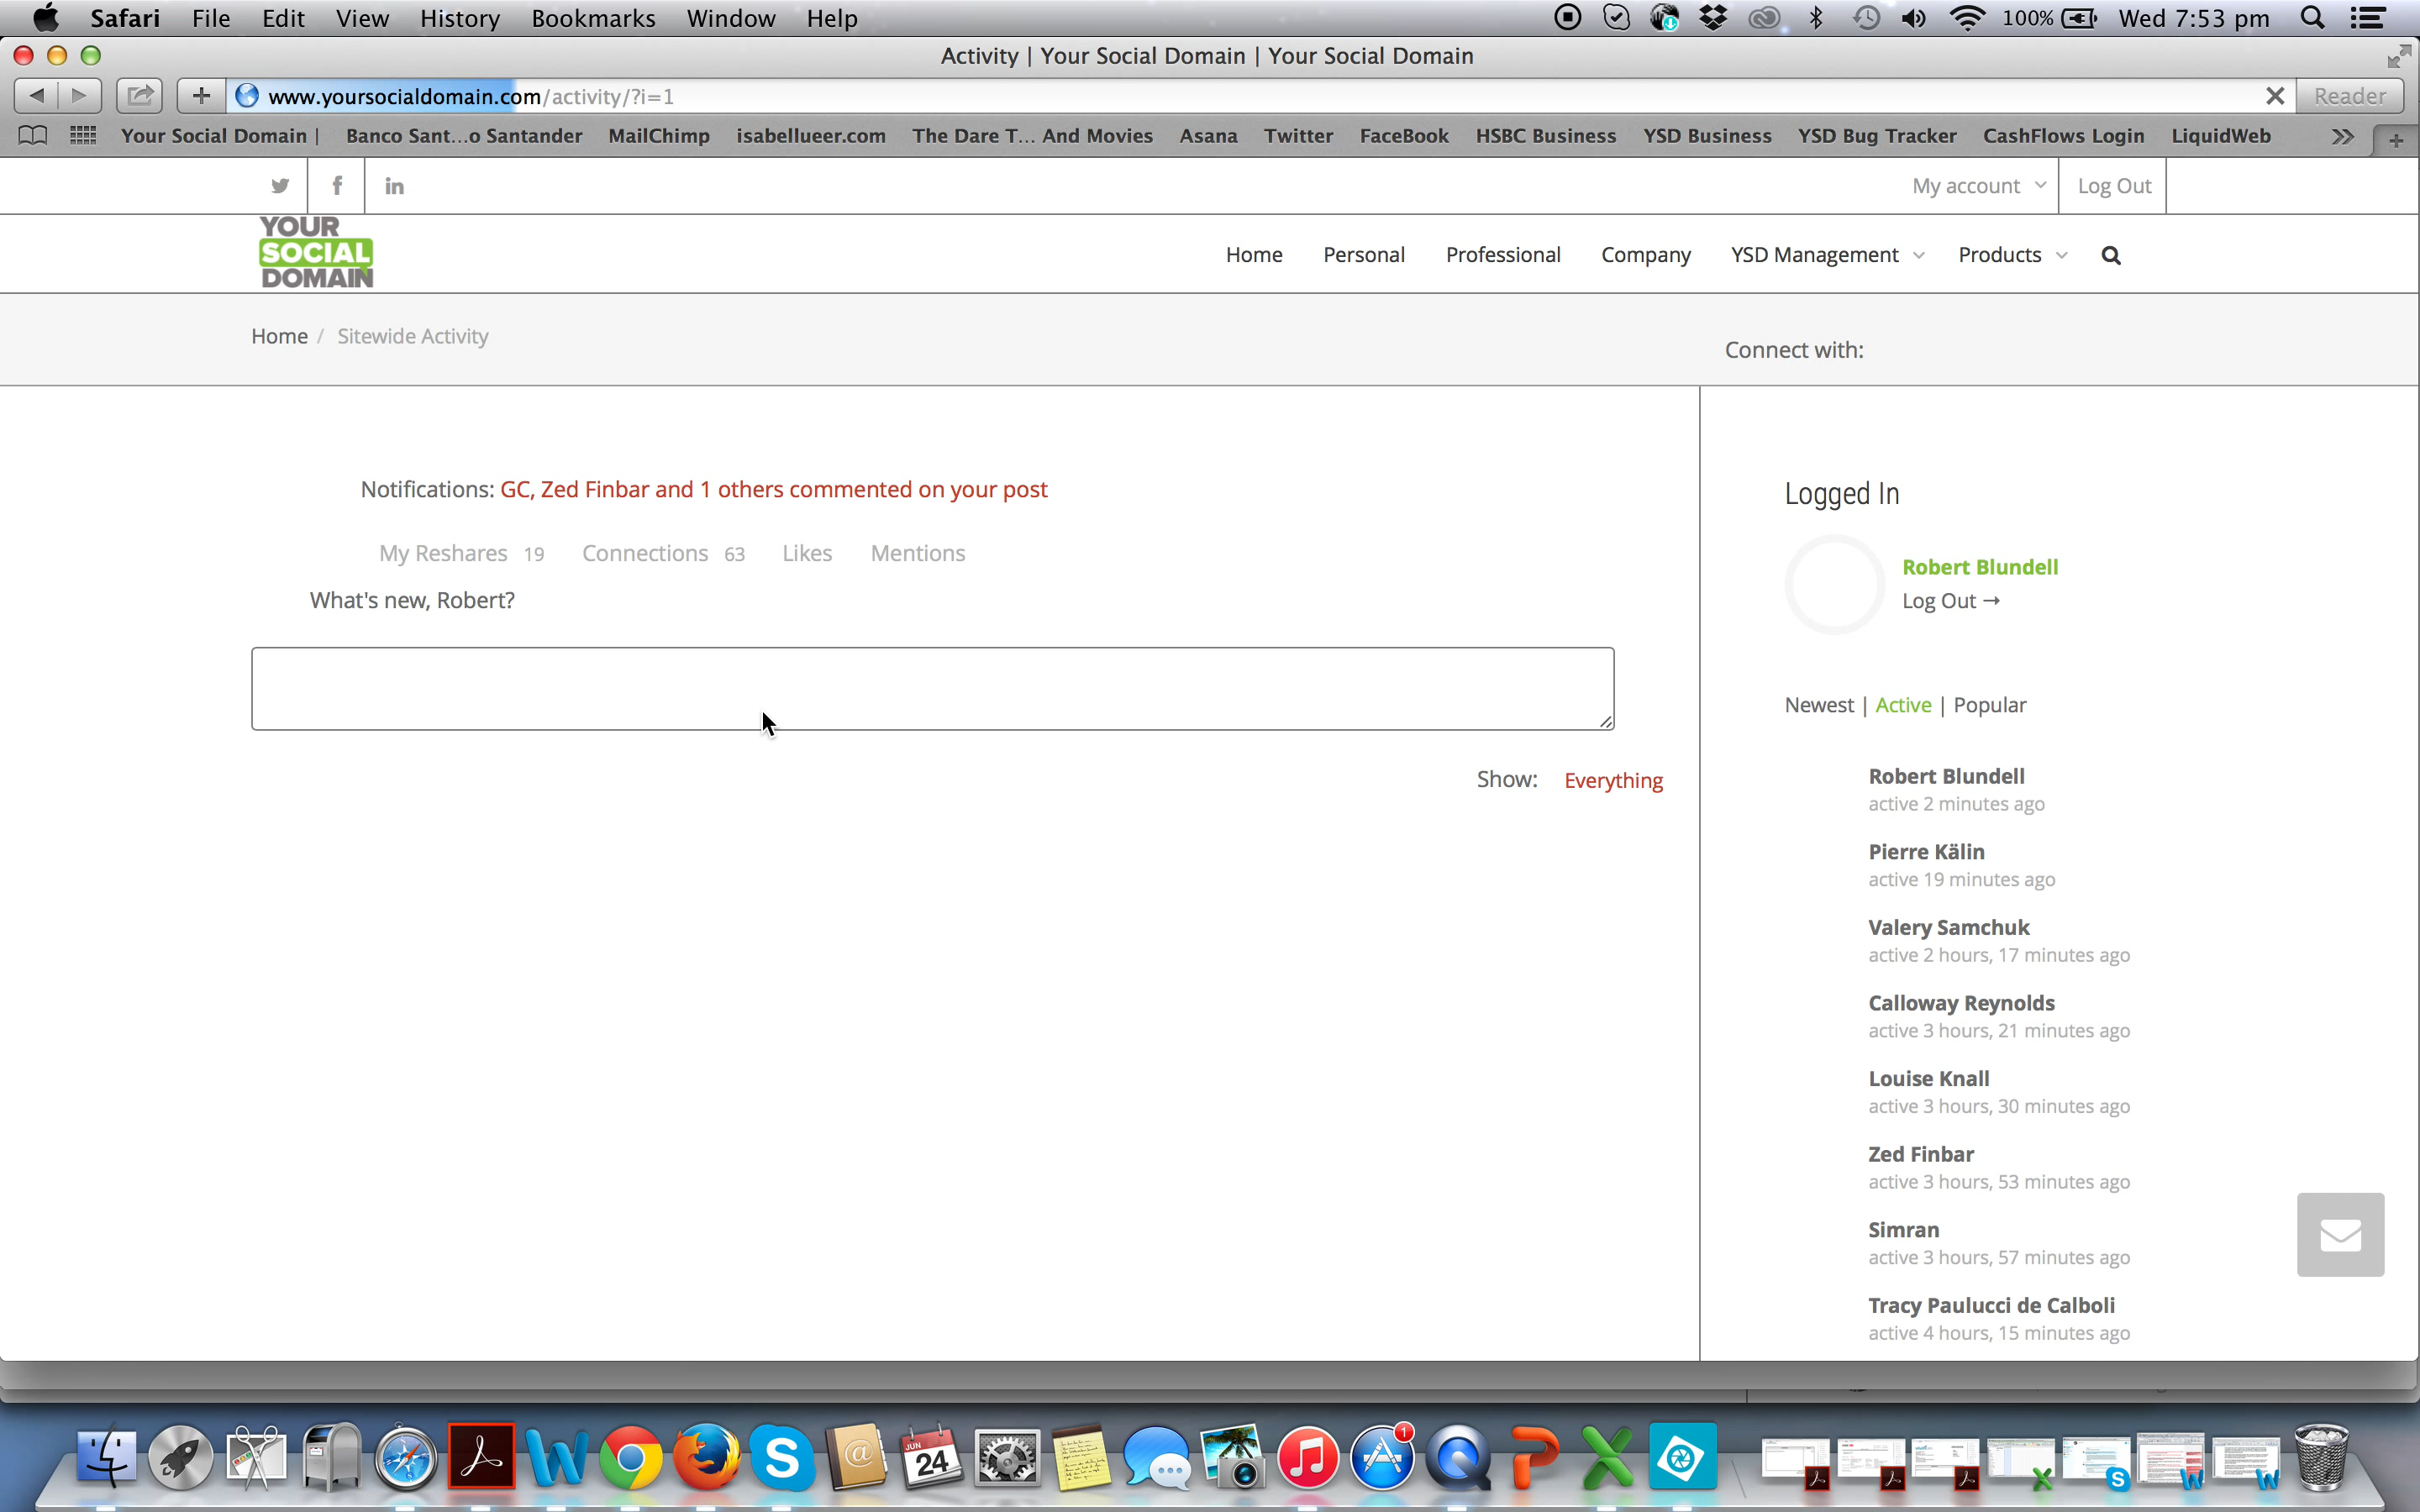 Safari File Edit View History Bookmarks Window Help 100% Wed 7:53 pm
Activity | Your Social Domain | Your Social Domain
www.yoursocialdomain.com/activity/?i=1 Reader
Your Social Domain | Banco Sant...o Santander MailChimp isabellueer.com The Dare T... And Movies Asana Twitter FaceBook HSBC Business YSD Business YSD Bug Tracker CashFlows Login LiquidWeb
My account Log Out
YOUR
SOCIAL
DOMAIN
Home Personal Professional Company YSD Management Products
Home / Sitewide Activity
Connect with:
Notifications: GC, Zed Finbar and 1 others commented on your post
My Reshares 19 Connections 63 Likes Mentions
What's new, Robert?
Show: Everything
Logged In
Robert Blundell
Log Out →
Newest | Active | Popular
Robert Blundell
active 2 minutes ago
Pierre Kälin
active 19 minutes ago
Valery Samchuk
active 2 hours, 17 minutes ago
Calloway Reynolds
active 3 hours, 21 minutes ago
Louise Knall
active 3 hours, 30 minutes ago
Zed Finbar
active 3 hours, 53 minutes ago
Simran
active 3 hours, 57 minutes ago
Tracy Paulucci de Calboli
active 4 hours, 15 minutes ago
JUN
24
1